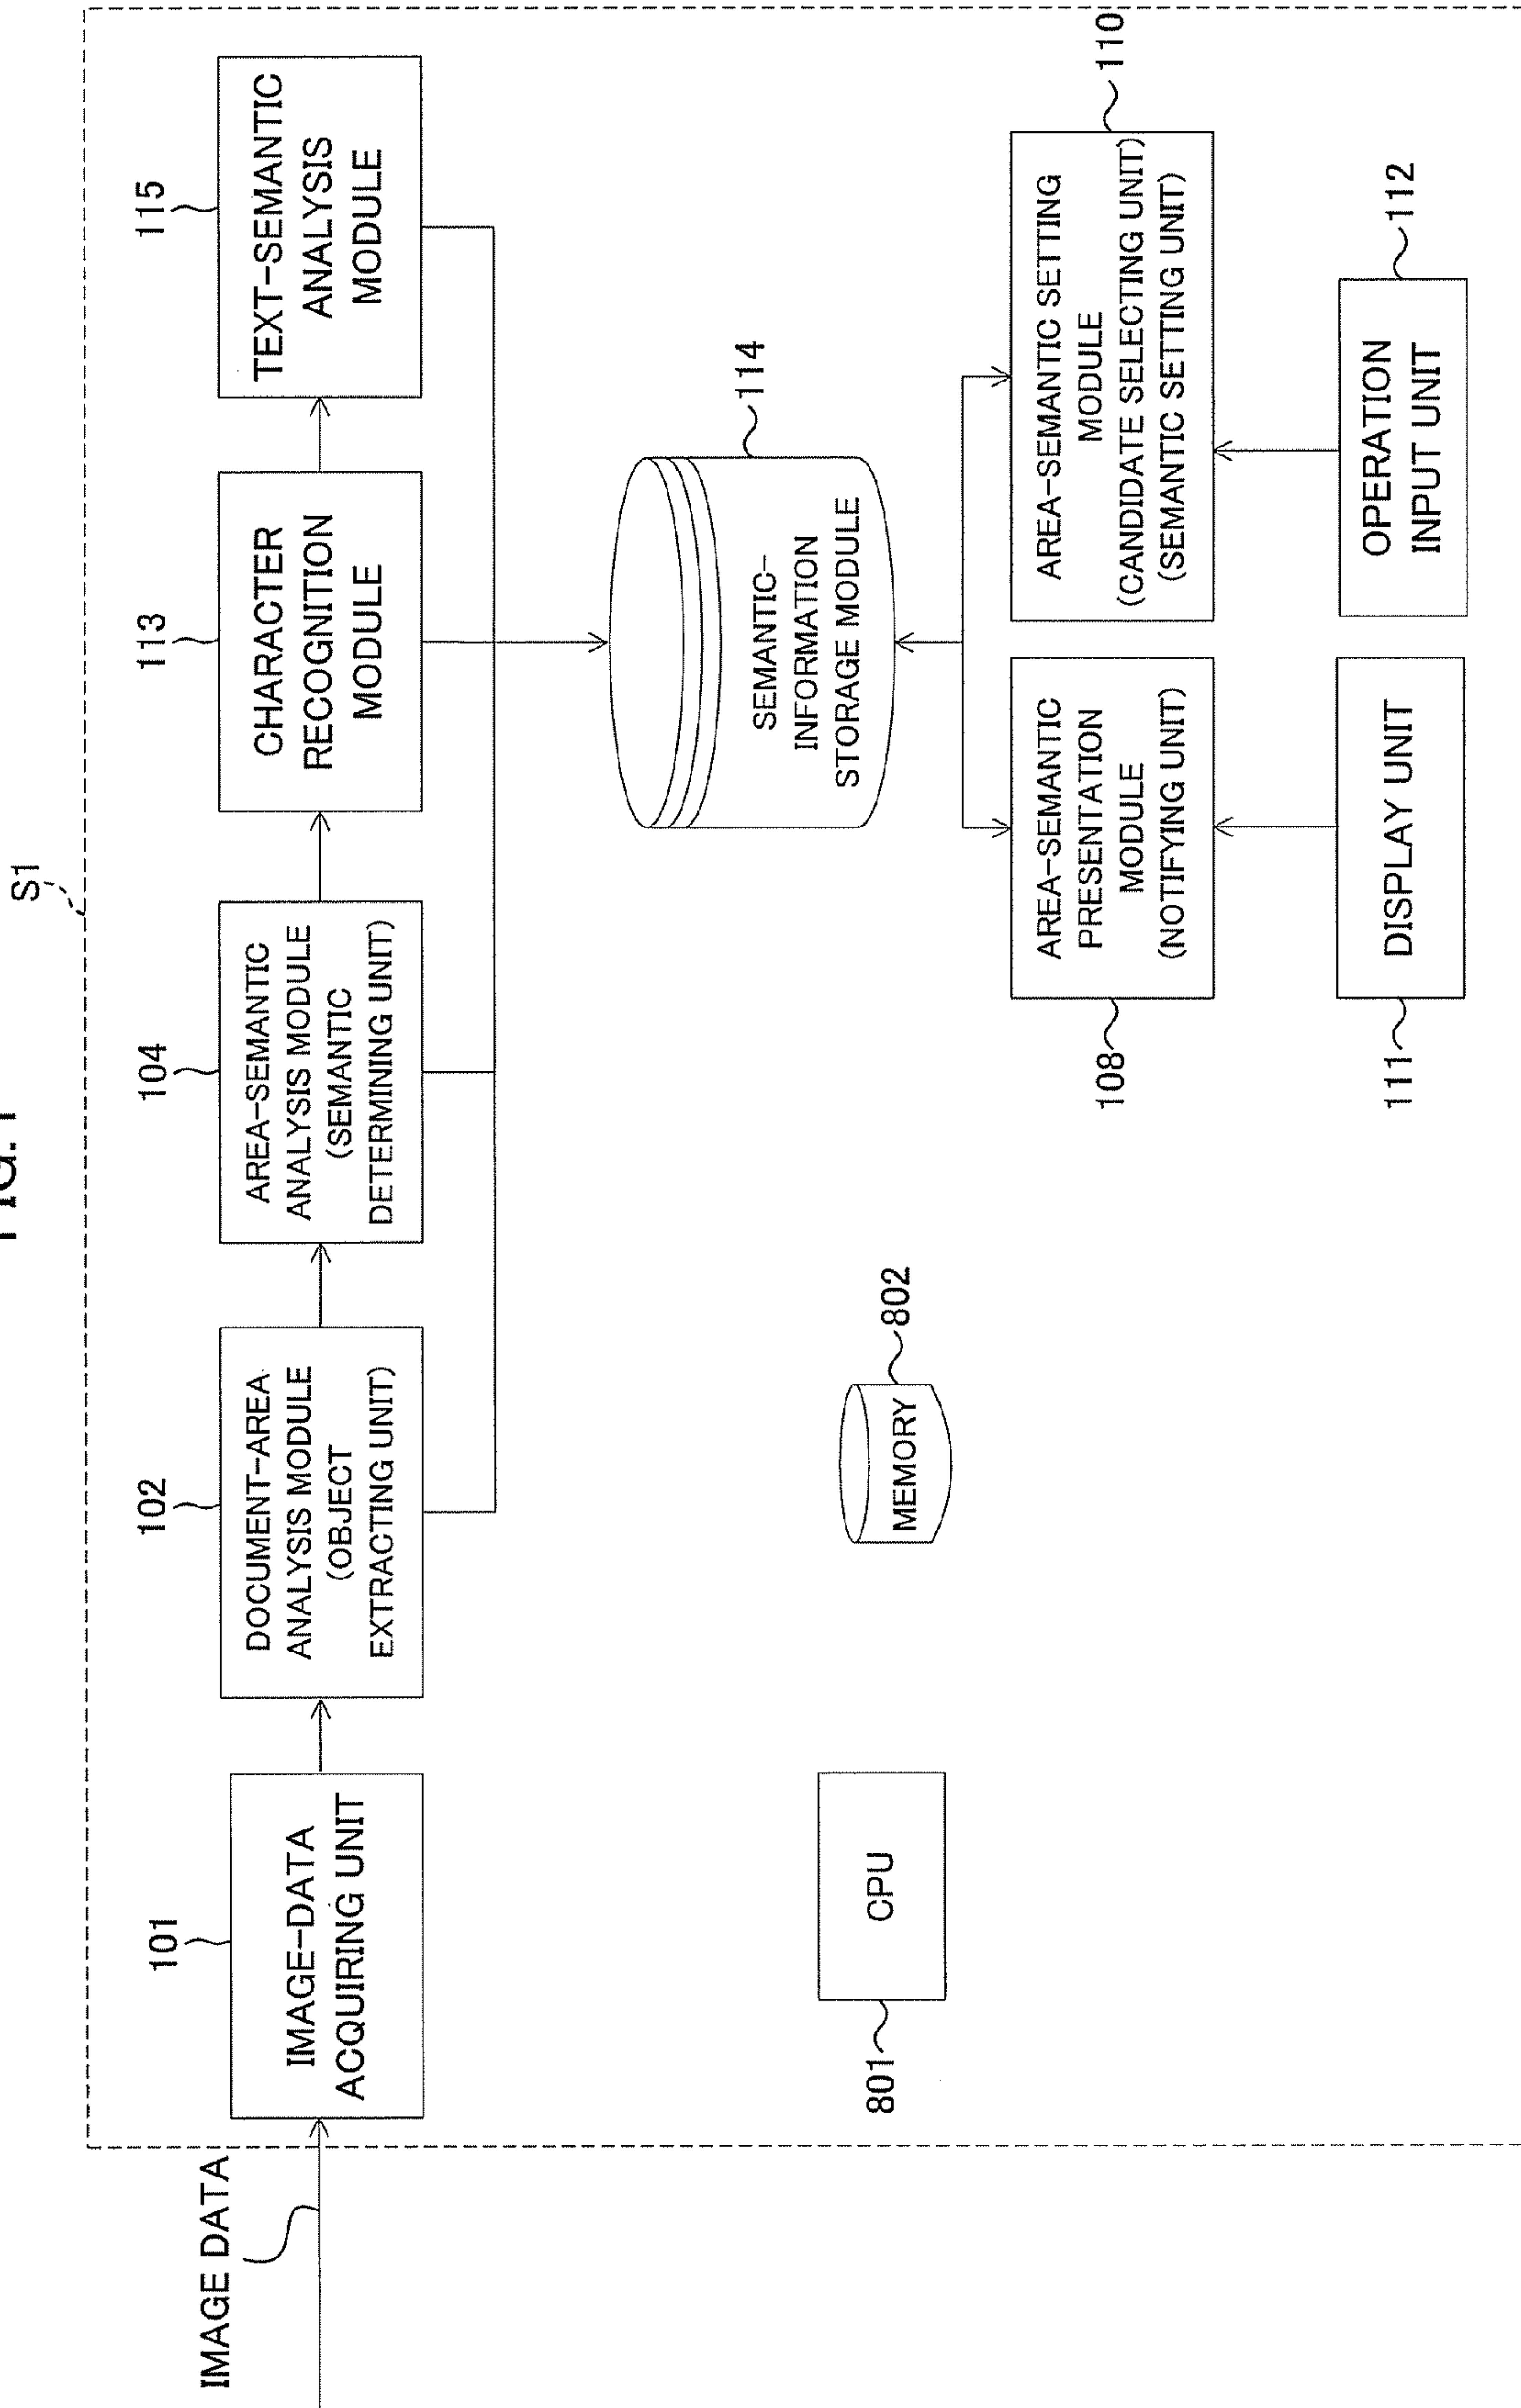 FIG.1
S1
IMAGE DATA
101
IMAGE-DATA
ACQUIRING UNIT
102
DOCUMENT-AREA
ANALYSIS MODULE
(OBJECT
EXTRACTING UNIT)
104
AREA-SEMANTIC
ANALYSIS MODULE
(SEMANTIC
DETERMINING UNIT)
113
CHARACTER
RECOGNITION
MODULE
115
TEXT-SEMANTIC
ANALYSIS
MODULE
114
SEMANTIC-
INFORMATION
STORAGE MODULE
801
CPU
802
MEMORY
108
AREA-SEMANTIC
PRESENTATION
MODULE
(NOTIFYING UNIT)
110
AREA-SEMANTIC SETTING
MODULE
(CANDIDATE SELECTING UNIT)
(SEMANTIC SETTING UNIT)
111
DISPLAY UNIT
112
OPERATION
INPUT UNIT